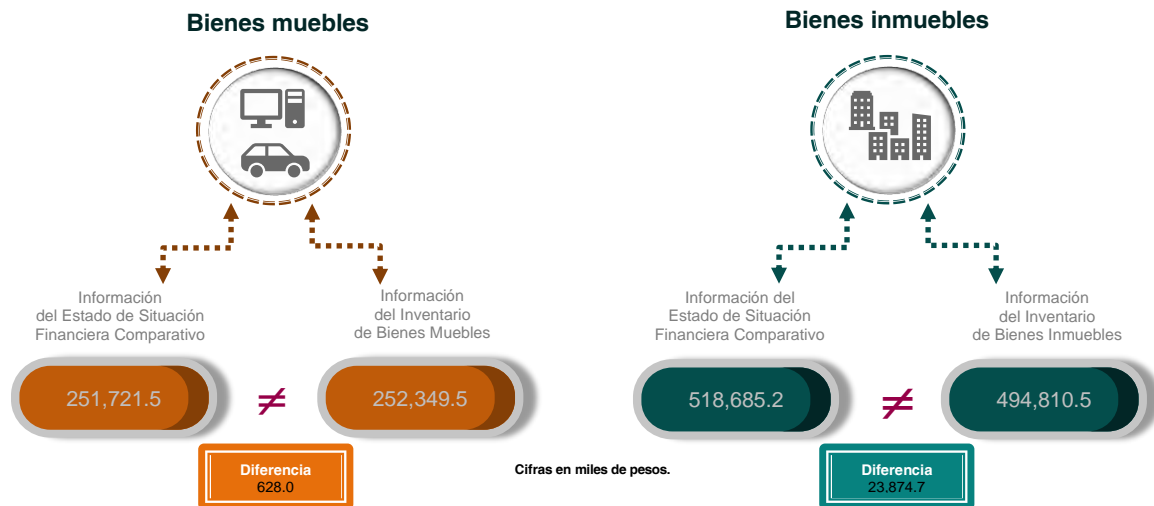 Bienes muebles
Información
del Estado de Situación
Financiera Comparativo
Información
del Inventario
de Bienes Muebles
251,721.5
≠
252,349.5
Diferencia
628.0
Cifras en miles de pesos.
Bienes inmuebles
Información del
Estado de Situación
Financiera Comparativo
Información
del Inventario
de Bienes Inmuebles
518,685.2
≠
494,810.5
Diferencia
23,874.7